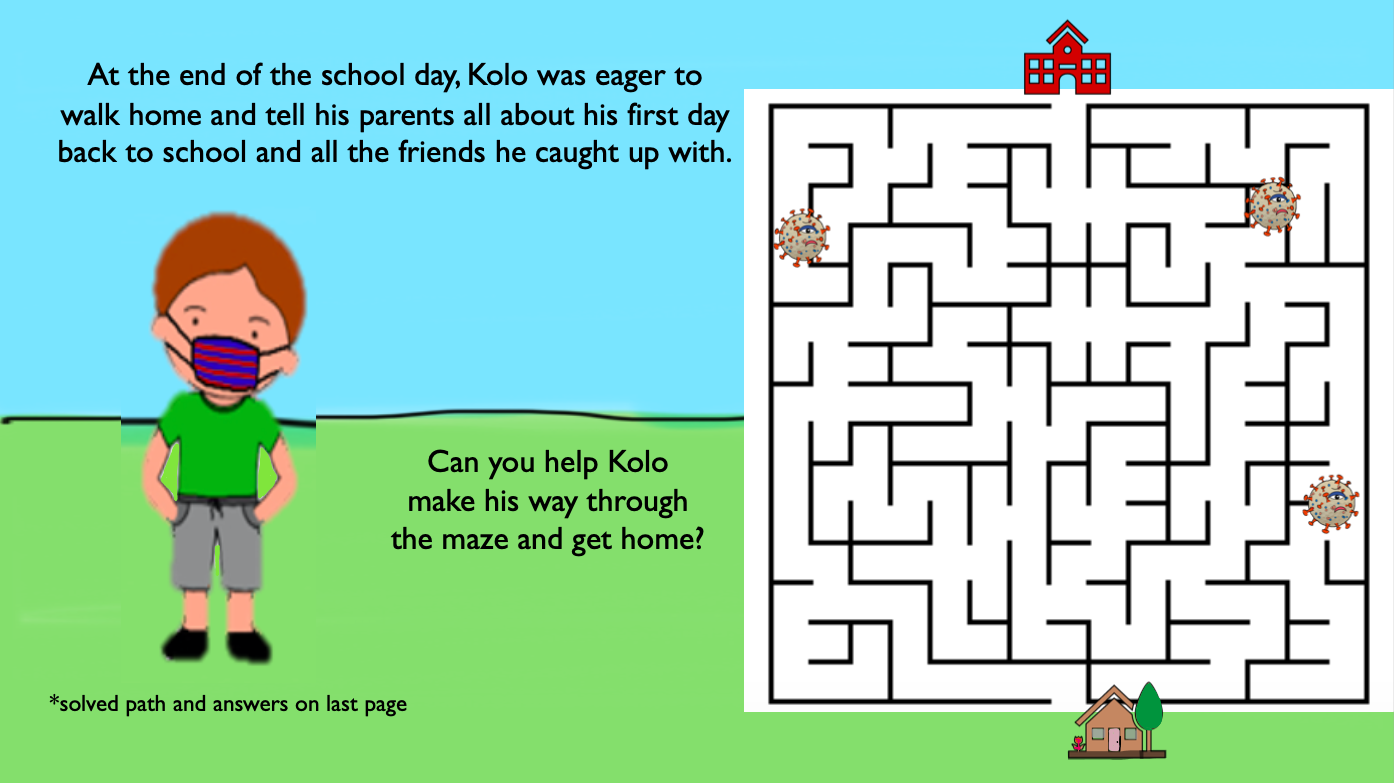 At the end of the school day, Kolo was eager to
walk home and tell his parents all about his first day
back to school and all the friends he caught up with.
Can you help Kolo
make his way through
the maze and get home?
*solved path and answers on last page